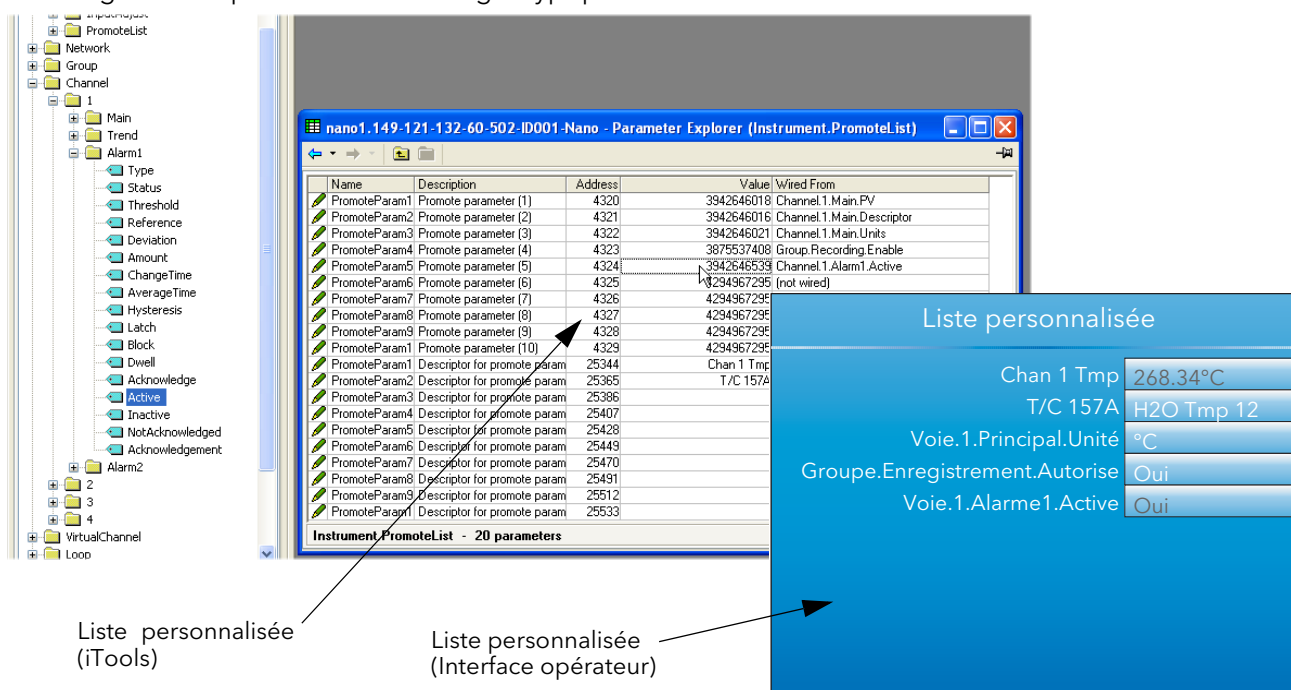 PromoteList
Network
Group
Channel
1
Main
Trend
Alarm1
Type
Status
Threshold
Reference
Deviation
Amount
ChangeTime
AverageTime
Hysteresis
Latch
Block
Dwell
Acknowledge
Active
Inactive
NotAcknowledged
Acknowledgement
Alarm2
2
3
4
VirtualChannel
Loop
nano1.149-121-132-60-502-ID001-Nano - Parameter Explorer (Instrument.PromoteList)
Name Description Address Value Wired From
PromoteParam1 Promote parameter (1) 4320 3942646018 Channel.1.Main.PV
PromoteParam2 Promote parameter (2) 4321 3942646016 Channel.1.Main.Descriptor
PromoteParam3 Promote parameter (3) 4322 3942646021 Channel.1.Main.Units
PromoteParam4 Promote parameter (4) 4323 3875537408 Group.Recording.Enable
PromoteParam5 Promote parameter (5) 4324 3942646539 Channel.1.Alarm1.Active
PromoteParam6 Promote parameter (6) 4325 4294967295 (not wired)
PromoteParam7 Promote parameter (7) 4326 4294967295
PromoteParam8 Promote parameter (8) 4327 4294967295
PromoteParam9 Promote parameter (9) 4328 4294967295
PromoteParam1 Promote parameter (10) 4329 4294967295
PromoteParam1 Descriptor for promote param 25344 Chan 1 Tmp
PromoteParam2 Descriptor for promote param 25365 T/C 157A
PromoteParam3 Descriptor for promote param 25386
PromoteParam4 Descriptor for promote param 25407
PromoteParam5 Descriptor for promote param 25428
PromoteParam6 Descriptor for promote param 25449
PromoteParam7 Descriptor for promote param 25470
PromoteParam8 Descriptor for promote param 25491
PromoteParam9 Descriptor for promote param 25512
PromoteParam1 Descriptor for promote param 25533
Instrument.PromoteList - 20 parameters
Liste personnalisée
Chan 1 Tmp 268.34°C
T/C 157A H2O Tmp 12
Voie.1.Principal.Unité °C
Groupe.Enregistrement.Autorise Oui
Voie.1.Alarme1.Active Oui
Liste personnalisée
(iTools)
Liste personnalisée
(Interface opérateur)